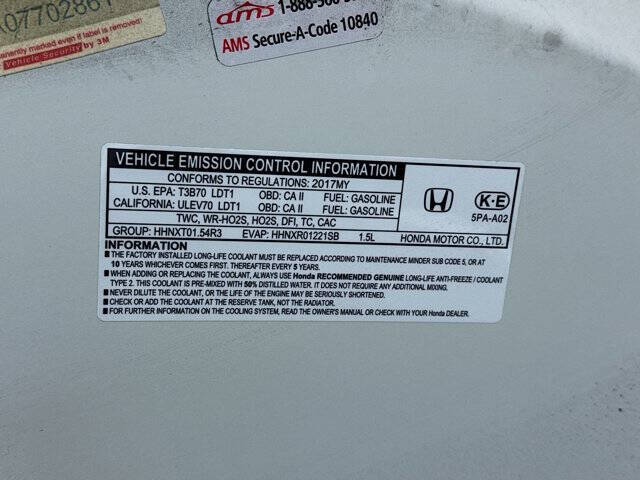 07702861
anently marked even if label is removed
Vehicle Security by 3M
ams 1-888-568
AMS Secure-A-Code 10840
VEHICLE EMISSION CONTROL INFORMATION
CONFORMS TO REGULATIONS: 2017MY
U.S. EPA: T3B70 LDT1 OBD: CA II FUEL: GASOLINE
CALIFORNIA: ULEV70 LDT1 OBD: CA II FUEL: GASOLINE
TWC, WR-HO2S, HO2S, DFI, TC, CAC
GROUP: HHNXT01.54R3 EVAP: HHNXR01221SB 1.5L HONDA MOTOR CO., LTD.
K·E
5PA-A02
INFORMATION
■ THE FACTORY INSTALLED LONG-LIFE COOLANT MUST BE REPLACED ACCORDING TO MAINTENANCE MINDER SUB CODE 5, OR AT
10 YEARS WHICHEVER COMES FIRST. THEREAFTER EVERY 5 YEARS.
■ WHEN ADDING OR REPLACING THE COOLANT, ALWAYS USE Honda RECOMMENDED GENUINE LONG-LIFE ANTI-FREEZE / COOLANT
TYPE 2. THIS COOLANT IS PRE-MIXED WITH 50% DISTILLED WATER. IT DOES NOT REQUIRE ANY ADDITIONAL MIXING.
■ NEVER DILUTE THE COOLANT, OR THE LIFE OF THE ENGINE MAY BE SERIOUSLY SHORTENED.
■ CHECK OR ADD AT THE COOLANT TANK, NOT THE RADIATOR.
■ FOR FURTHER INFORMATION ON THE COOLING SYSTEM, READ THE OWNER'S MANUAL OR CONSULT WITH YOUR Honda DEALER.